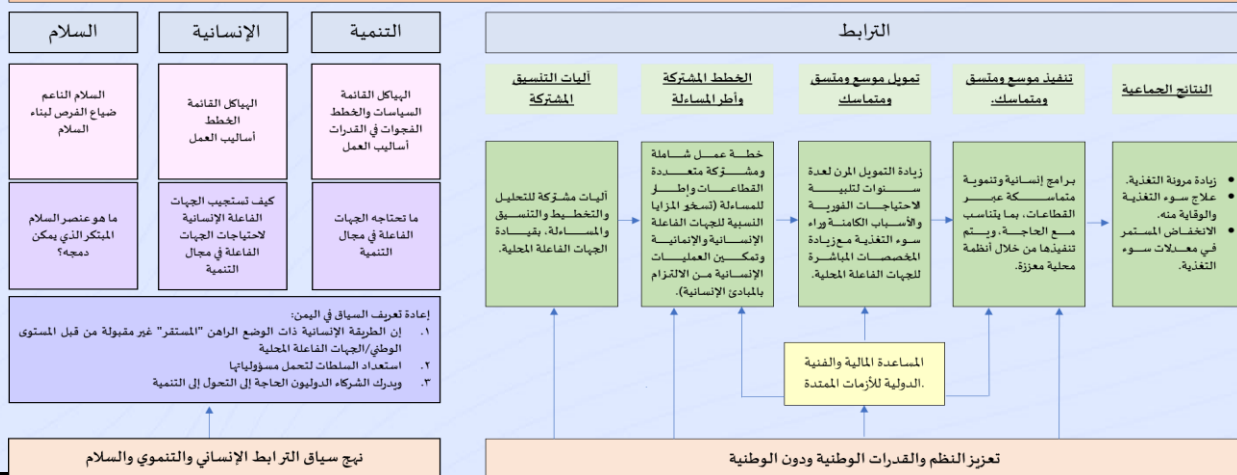 الترابط
النتائج الجماعية
تنفيذ موسع ومتسق
ومتماسك.
تمويل موسع ومتسق
ومتماسك
الخطط المشتركة
وأطر المساءلة
أليات التنسيق
المشتركة
زيادة مرونة التغذية.
علاج سوء التغذية
والوقاية منه.
الانخفاض المستمر
في معدلات سوء
التغذية.
برامج إنسانية وتنموية
متماسكة عبر
القطاعات، بما يتناسب
مع الحاجة، ويتم
تنفيذها من خلال أنظمة
محلية معززة.
زيادة التمويل المرن لعدة
سنوات لتلبية
الاحتياجات الفورية
والأسباب الكامنة وراء
سوء التغذية مع زيادة
المخصصات المباشرة
للجهات الفاعلة المحلية.
خطة عمل شاملة
ومشتركة متعددة
القطاعات وإطار
للمساءلة (تسخر المزايا
النسبية للجهات الفاعلة
الإنسانية والإنمائية
وتمكين العمليات
الإنسانية من الالتزام
بالمبادئ الإنسانية).
أليات مشتركة للتحليل
والتخطيط والتنسيق
والمساءلة، بقيادة
الجهات الفاعلة المحلية.
المساعدة المالية والفنية
الدولية للأزمات الممتدة.
تعزيز النظم والقدرات الوطنية ودون الوطنية
التنمية
الإنسانية
السلام
الهياكل القائمة
السياسات والخطط
الفجوات في القدرات
أساليب العمل
الهياكل القائمة
الخطط
أساليب العمل
السلام الناعم
ضياع الفرص لبناء
السلام
ما تحتاجه الجهات
الفاعلة في مجال
التنمية
كيف تستجيب الجهات
الفاعلة الإنسانية
لاحتياجات الجهات
الفاعلة في مجال
التنمية
ما هو عنصر السلام
المبتكر الذي يمكن
دمجه؟
إعادة تعريف السياق في اليمن:
١. إن الطريقة الإنسانية ذات الوضع الراهن "المستقر" غير مقبولة من قبل المستوى
الوطني/الجهات الفاعلة المحلية
٢. استعداد السلطات لتحمل مسؤولياتها
٣. ويدرك الشركاء الدوليون الحاجة إلى التحول إلى التنمية
نهج سياق الترابط الإنساني والتنموي والسلام